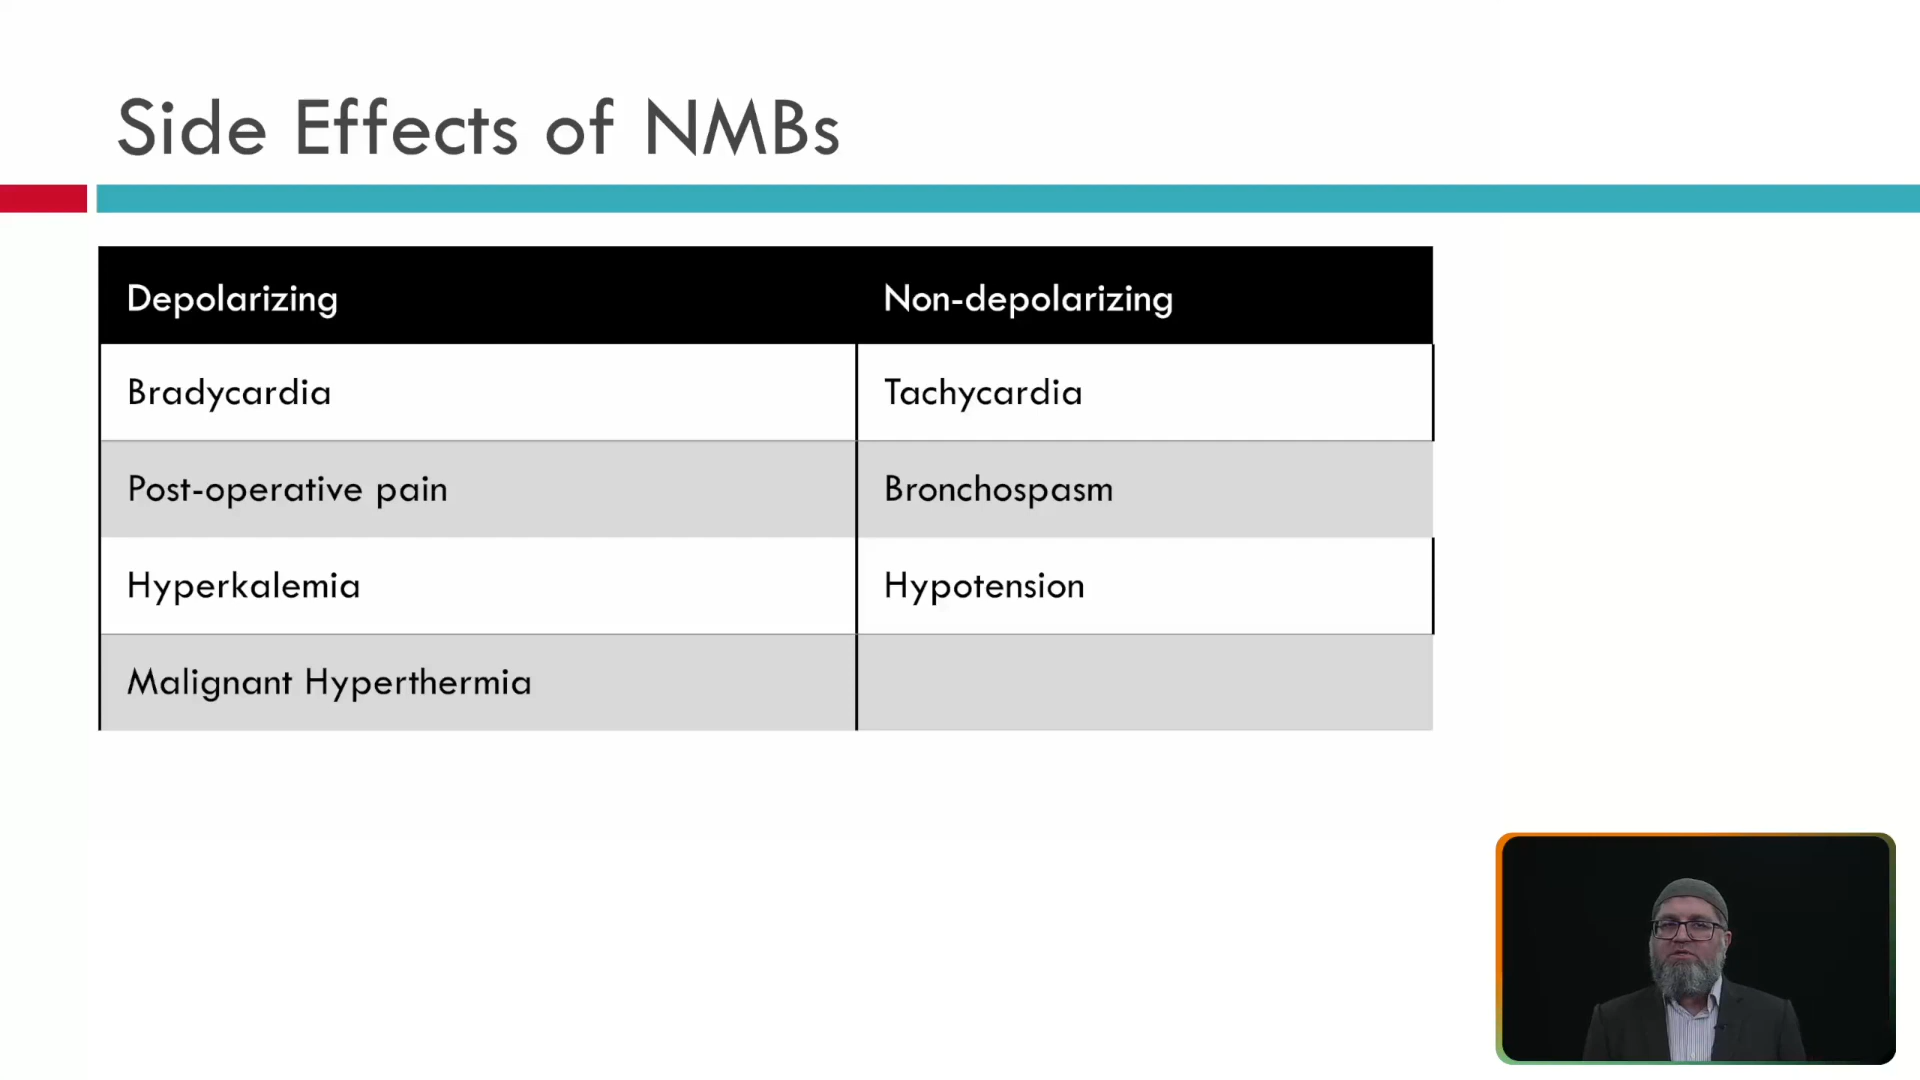 Side Effects of NMBs
Depolarizing Non-depolarizing
Bradycardia Tachycardia
Post-operative pain Bronchospasm
Hyperkalemia Hypotension
Malignant Hyperthermia